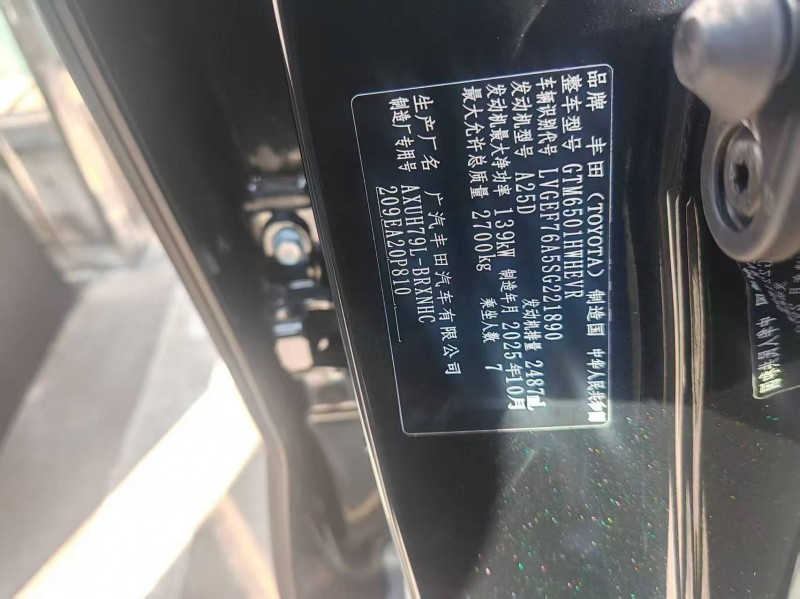 品牌 丰田 (TOYOTA) 制造国 中华人民共和国
整车型号 GTM6501HWHEVR
车辆识别代号 LVGEF76A5SG221890
发动机型号 A25D 发动机排量 2487mL
发动机最大净功率 139kW 制造年月 2025年10月
最大允许总质量 2700kg 乘坐人数 7
生产厂名 广汽丰田汽车有限公司
制造厂专用号 AXUH79L-BRXNHC
209EA20P810